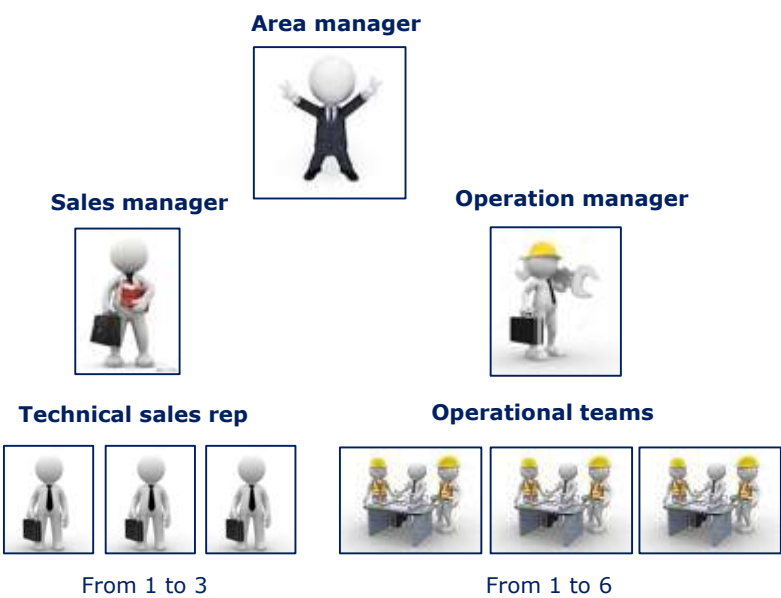 Area manager
Sales manager
Operation manager
Technical sales rep
Operational teams
From 1 to 3
From 1 to 6